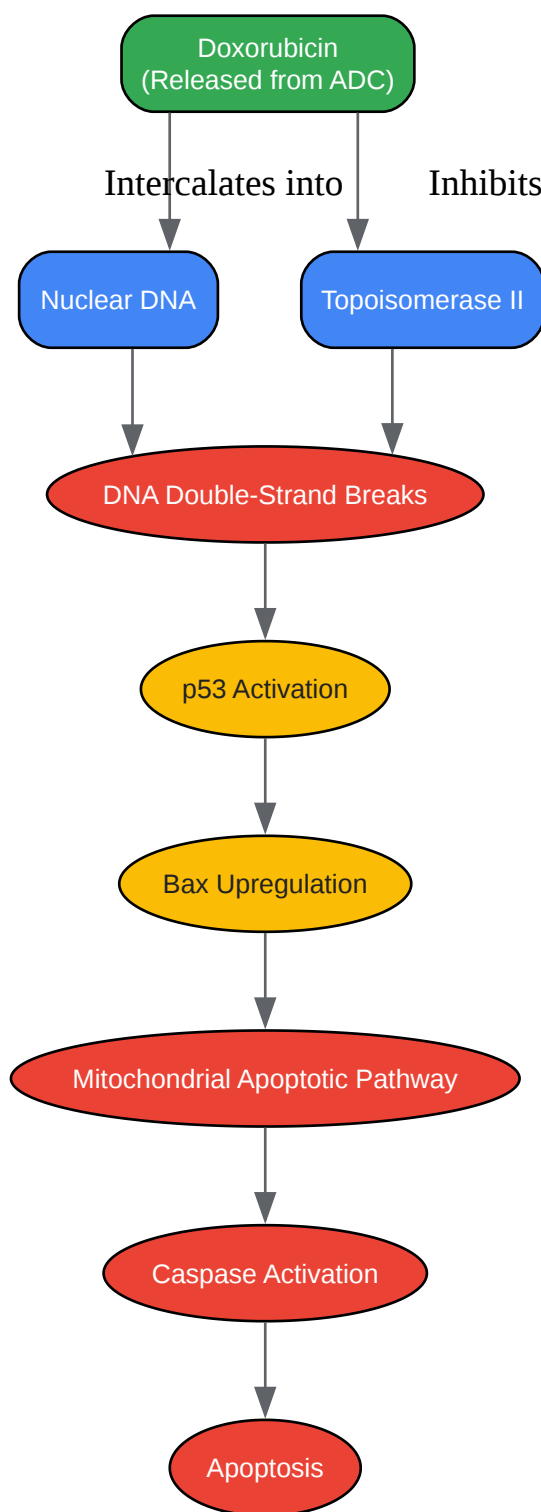 Doxorubicin
(Released from ADC)
Intercalates into
Inhibits
Nuclear DNA
Topoisomerase II
DNA Double-Strand Breaks
p53 Activation
Bax Upregulation
Mitochondrial Apoptotic Pathway
Caspase Activation
Apoptosis